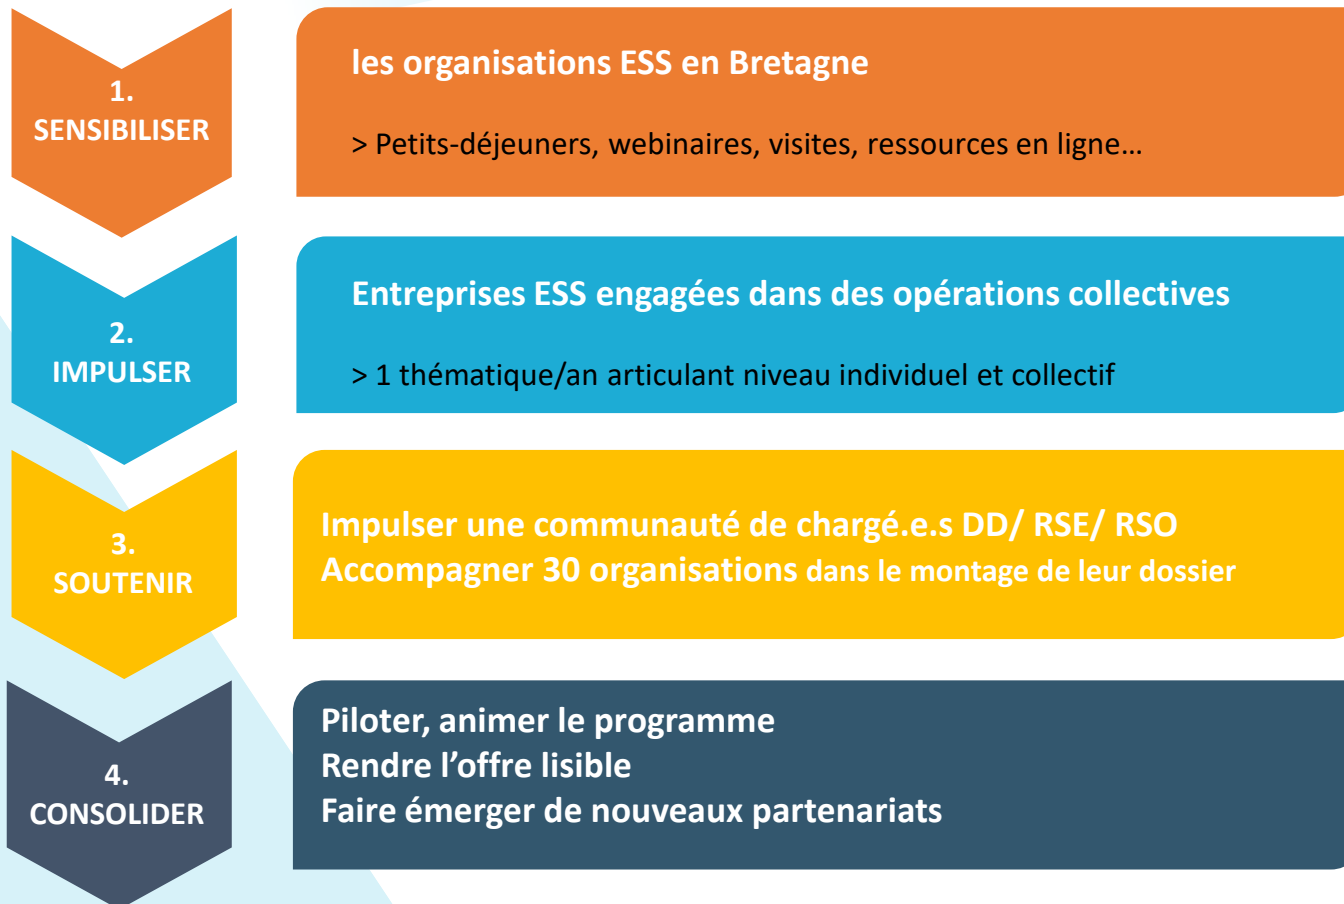 1.
SENSIBILISER
les organisations ESS en Bretagne
> Petits-déjeuners, webinaires, visites, ressources en ligne…
2.
IMPULSER
Entreprises ESS engagées dans des opérations collectives
> 1 thématique/an articulant niveau individuel et collectif
3.
SOUTENIR
Impulser une communauté de chargé.e.s DD/ RSE/ RSO
Accompagner 30 organisations dans le montage de leur dossier
4.
CONSOLIDER
Piloter, animer le programme
Rendre l’offre lisible
Faire émerger de nouveaux partenariats